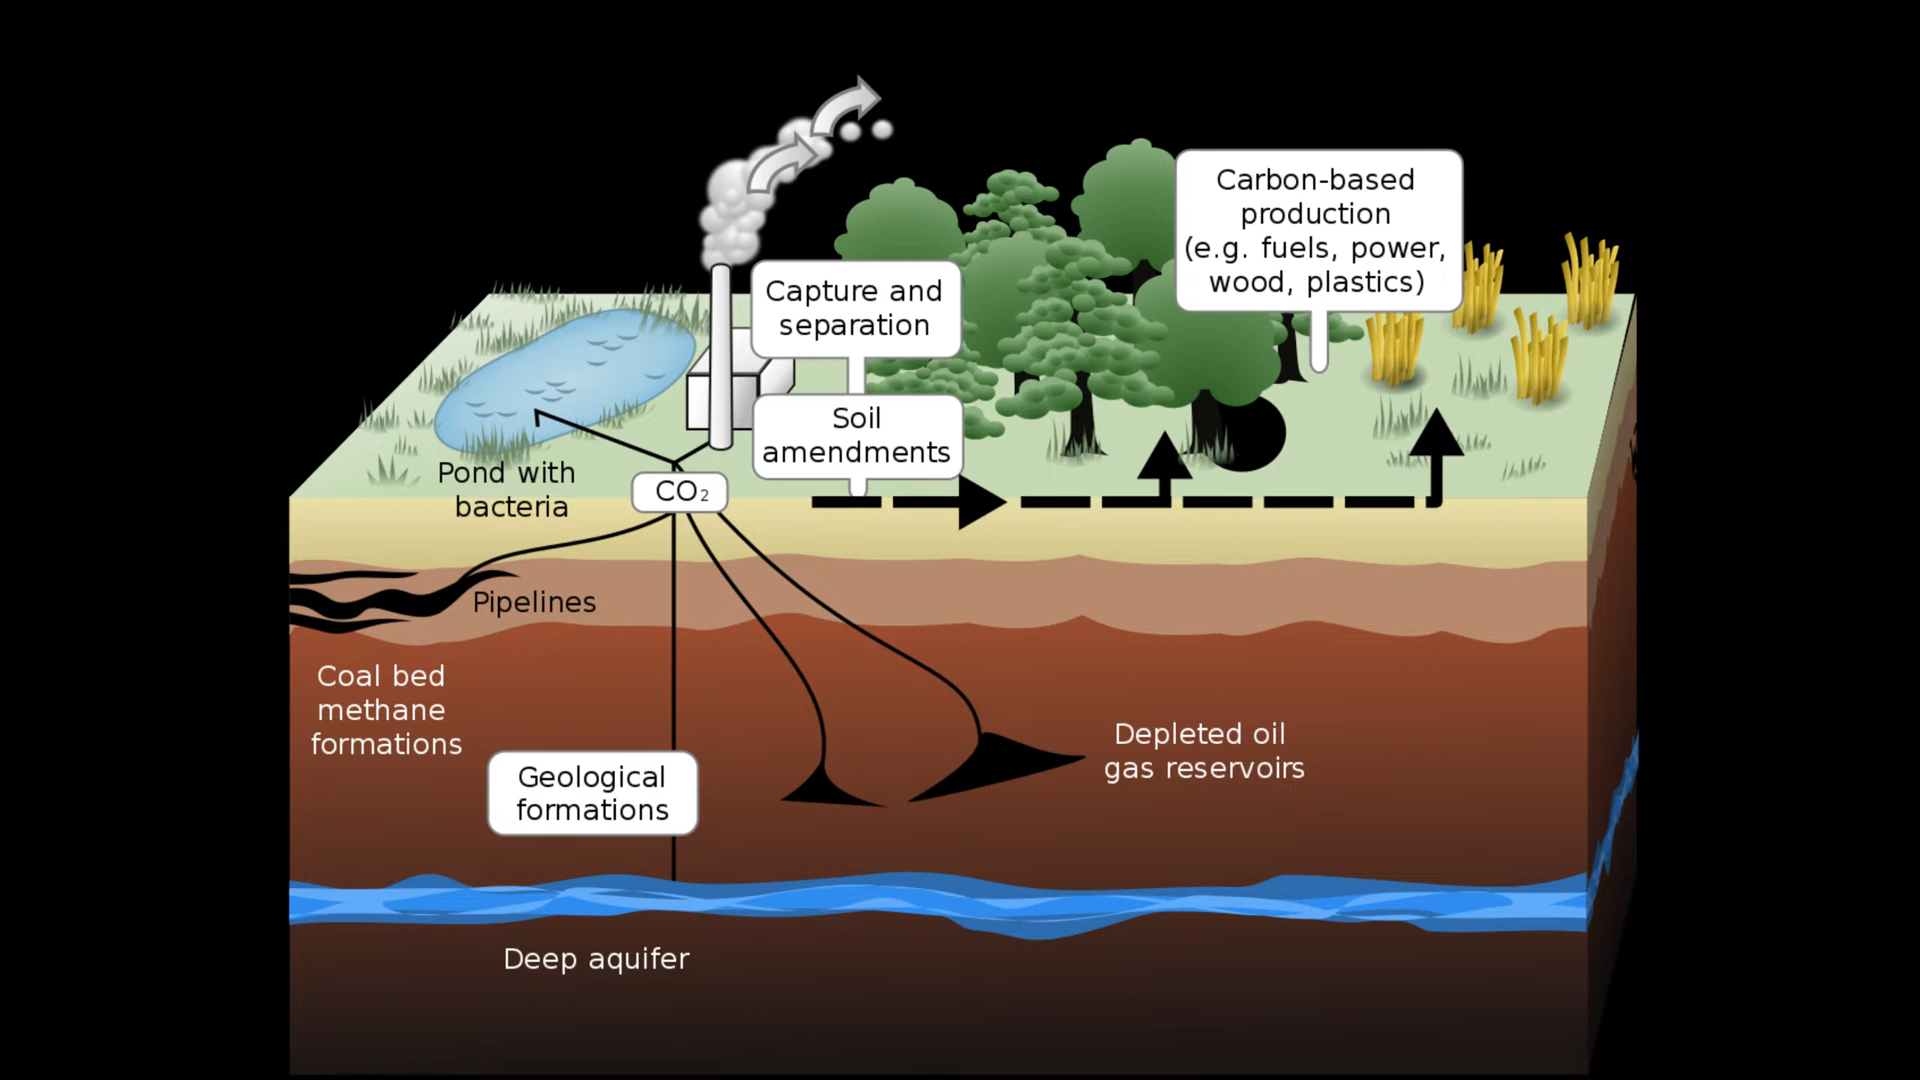 Carbon-based
production
(e.g. fuels, power,
wood, plastics)
Capture and
separation
Soil
amendments
Pond with
bacteria
CO₂
Pipelines
Coal bed
methane
formations
Geological
formations
Depleted oil
gas reservoirs
Deep aquifer